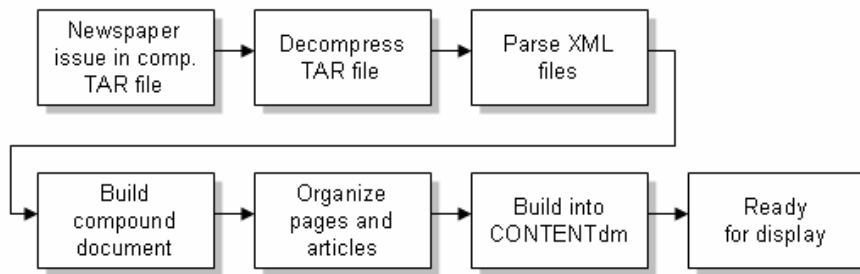 Newspaper
issue in comp.
TAR file
Decompress
TAR file
Parse XML
files
Build
compound
document
Organize
pages and
articles
Build into
CONTENTdm
Ready
for display